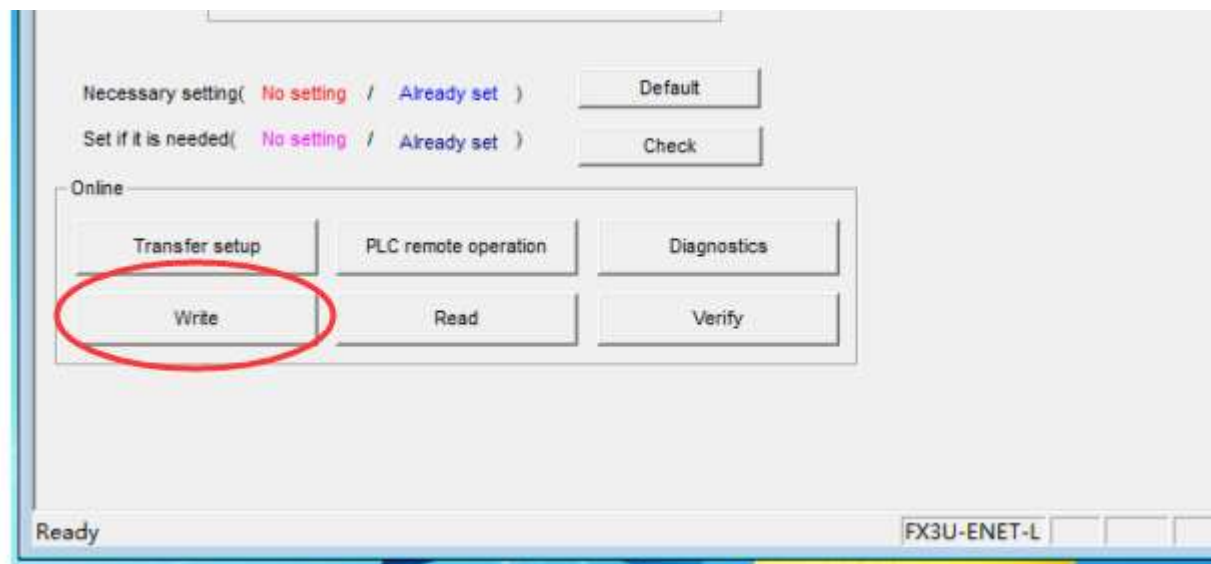 Necessary setting( No setting / Already set )
Default
Set if it is needed( No setting / Already set )
Check
Online
Transfer setup
PLC remote operation
Diagnostics
Write
Read
Verify
Ready
FX3U-ENET-L